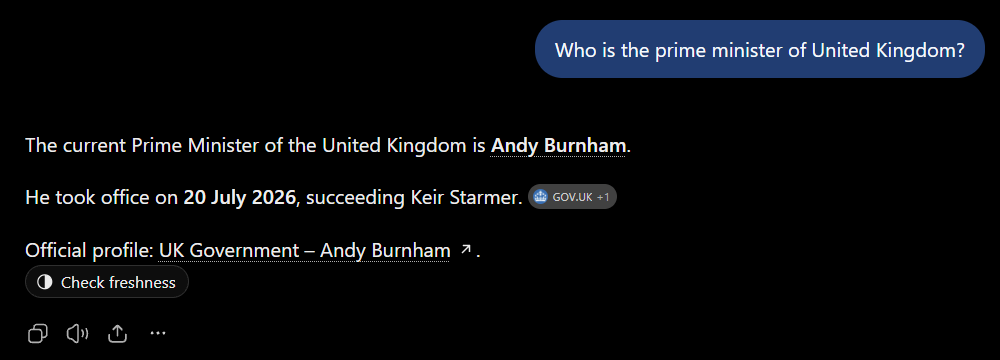 Who is the prime minister of United Kingdom?
The current Prime Minister of the United Kingdom is Andy Burnham.
He took office on 20 July 2026, succeeding Keir Starmer. GOV.UK +1
Official profile: UK Government – Andy Burnham ↗.
Check freshness